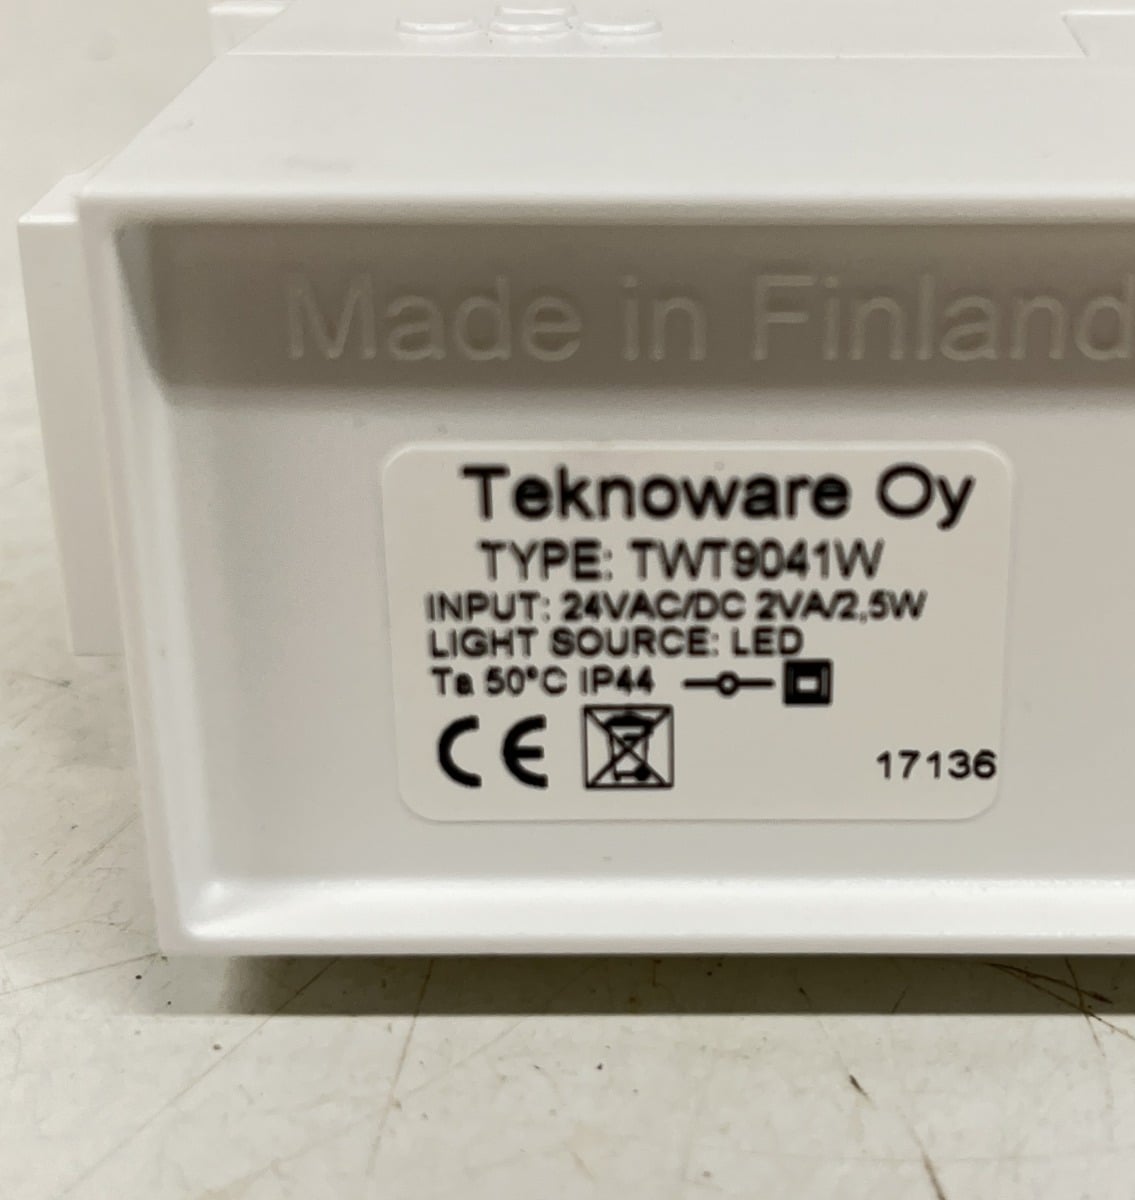 Made in Finland
Teknoware Oy
TYPE: TWT9041W
INPUT: 24VAC/DC 2VA/2,5W
LIGHT SOURCE: LED
Ta 50°C IP44
CE
17136